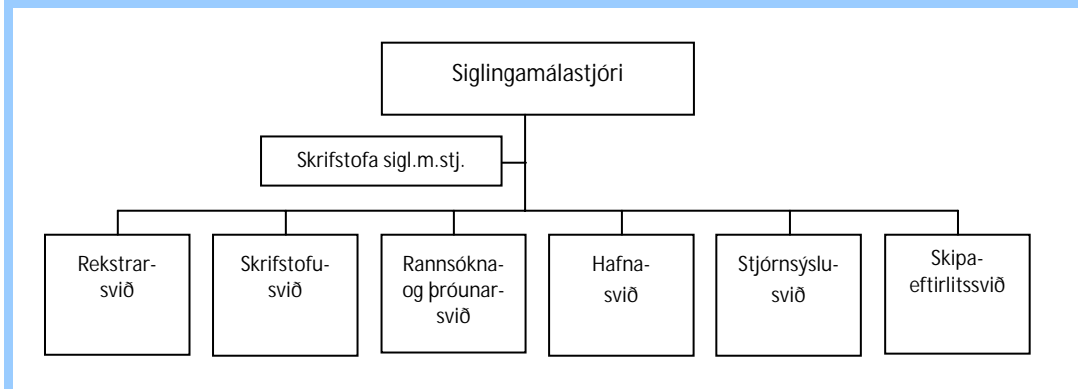 Siglingamálastjóri
Skrifstofa sigl.m.stj.
Rekstrar-
svið
Skrifstofu-
svið
Rannsókna-
og þróunar-
svið
Hafna-
svið
Stjórnsýslu-
svið
Skipa-
eftirlitssvið